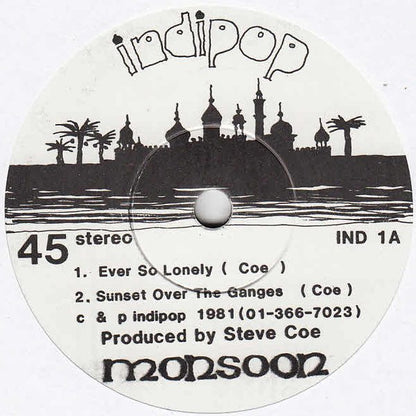 indipop
45 stereo IND 1A
1. Ever So Lonely ( Coe )
2. Sunset Over The Ganges ( Coe )
c & p indipop 1981 (01-366-7023)
Produced by Steve Coe
monsoon